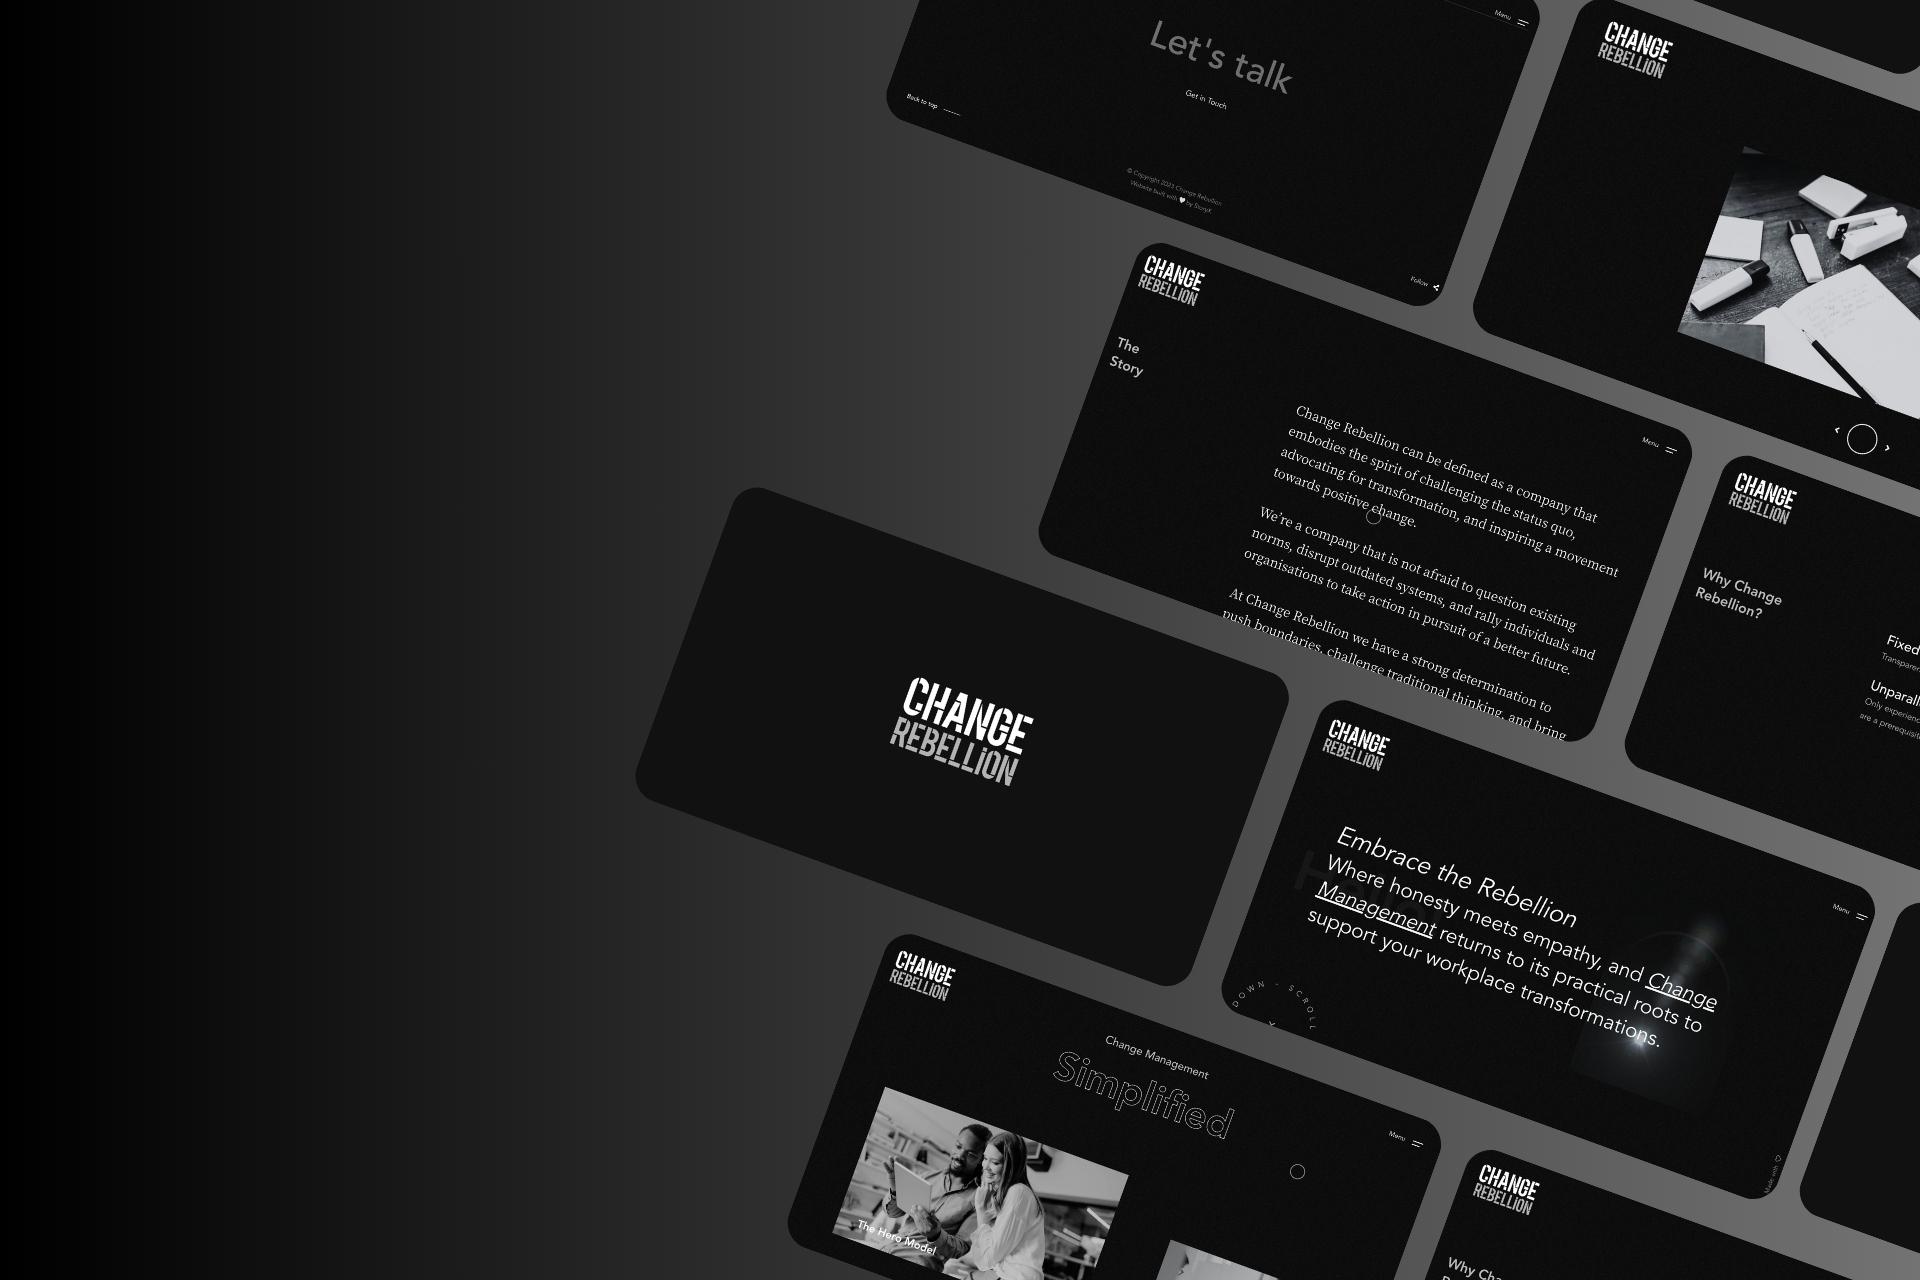 Menu
Let's talk
Get in Touch
Back to top
© Copyright 2023 Change Rebellion
Website built with by StoryX
Follow
CHANGE
REBELLiON
CHANGE
REBELLiON
The
Story
Menu
Change Rebellion can be defined as a company that
embodies the spirit of challenging the status quo,
advocating for transformation, and inspiring a movement
towards positive change.
We're a company that is not afraid to question existing
norms, disrupt outdated systems, and rally individuals and
organisations to take action in pursuit of a better future.
At Change Rebellion we have a strong determination to
push boundaries, challenge traditional thinking, and bring
CHANGE
REBELLiON
Why Change
Rebellion?
Fixed
Transparen
Unparall
Only experienc
are a prerequisit
CHANGE
REBELLiON
CHANGE
REBELLiON
Menu
Embrace the Rebellion
Where honesty meets empathy, and Change
Management returns to its practical roots to
support your workplace transformations.
DOWN - SCROLL
Made with
CHANGE
REBELLiON
Change Management
Simplified
Menu
The Hero Model
CHANGE
REBELLiON
Why Cha